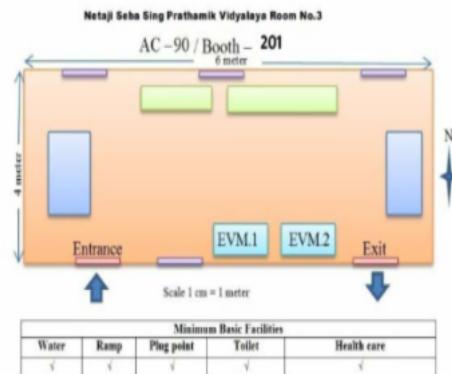 Netaji Seba Sing Prathamik Vidyalaya Room No.3
AC -90 / Booth - 201
6 meter
4 meter
N
EVM.1 EVM.2
Entrance Exit
Scale 1 cm = 1 meter
Minimum Basic Facilities
Water Ramp Plug point Toilet Health care
√ √ √ √ √